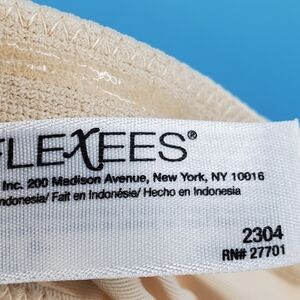 FLEXEES®
Inc. 200 Madison Avenue, New York, NY 10016
Indonesia/ Fait en Indonésie/ Hecho en Indonesia
2304
RN# 27701